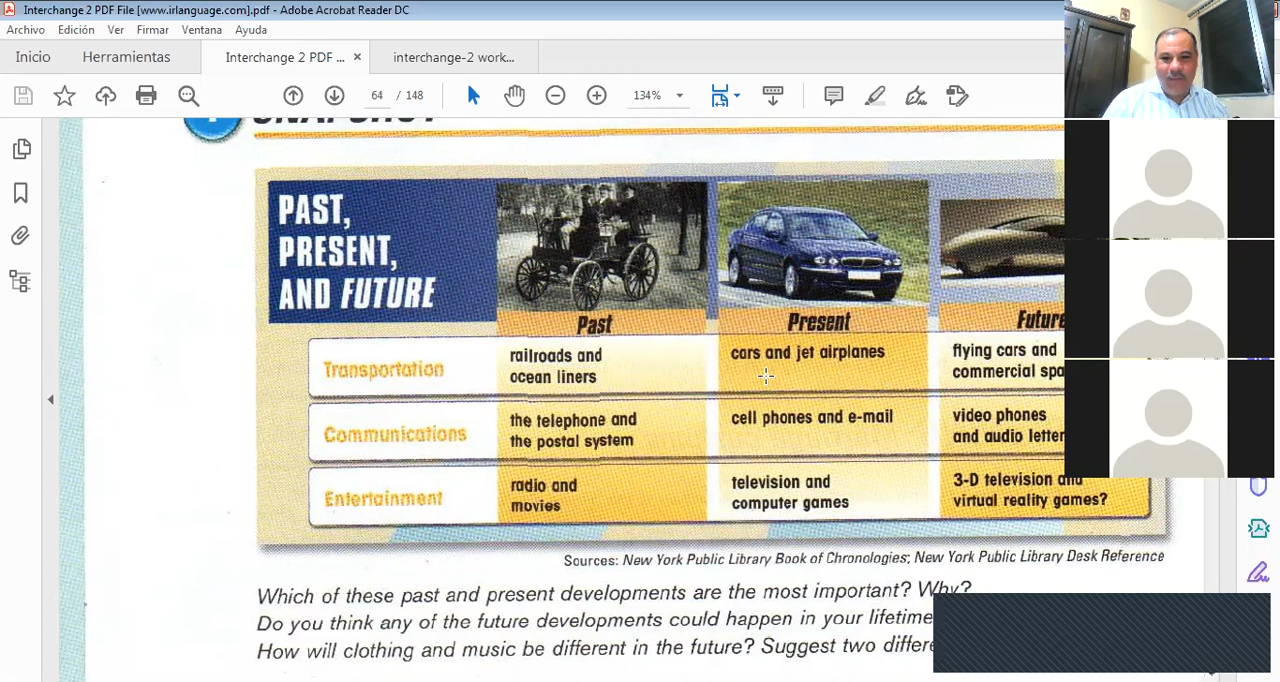 Interchange 2 PDF File [www.irlanguage.com].pdf - Adobe Acrobat Reader DC
Archivo Edición Ver Firmar Ventana Ayuda
Inicio Herramientas Interchange 2 PDF ... × interchange-2 work...
64 / 148 134%
SNAPSHOT
PAST,
PRESENT,
AND FUTURE
Past Present Future
Transportation
railroads and
ocean liners
cars and jet airplanes
flying cars and
commercial
Communications
the telephone and
the postal system
cell phones and e-mail
video phones
and audio
Entertainment
radio and
movies
television and
computer games
3-D television and
virtual reality games?
Sources: New York Public Library Book of Chronologies; New York Public Library Desk Reference
Which of these past and present developments are the most important? Why?
Do you think any of the future developments could happen in your lifetime
How will clothing and music be different in the future? Suggest two